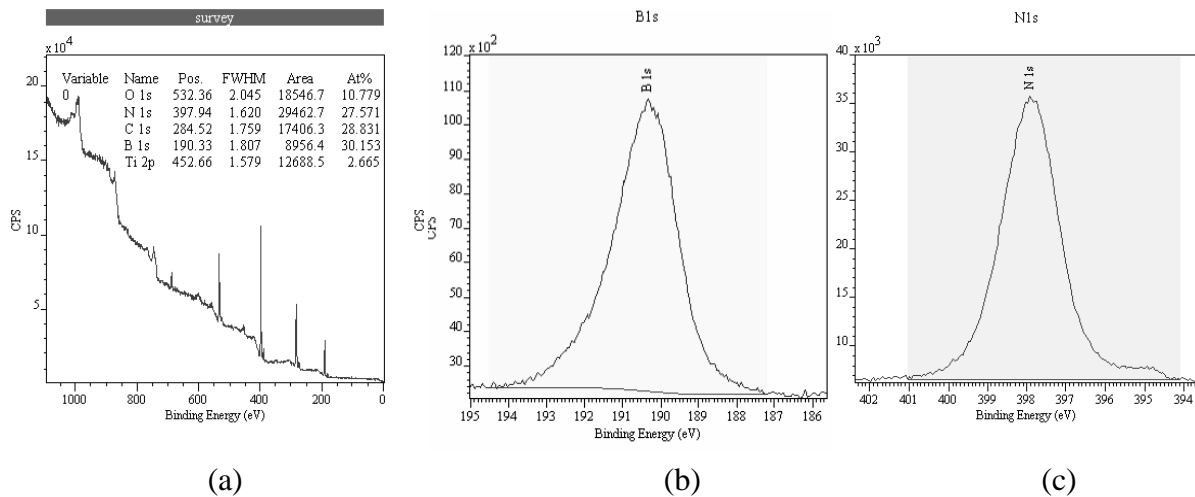 survey
x 10⁴
Variable Name Pos. FWHM Area At%
0 O 1s 532.36 2.045 18546.7 10.779
N 1s 397.94 1.620 29462.7 27.571
C 1s 284.52 1.759 17406.3 28.831
B 1s 190.33 1.807 8956.4 30.153
Ti 2p 452.66 1.579 12688.5 2.665
20
15
10
5
CPS
1000 800 600 400 200 0
Binding Energy (eV)
(a)
B1s
x 10²
120
110
100
90
80
70
60
50
40
30
CPS
CPS
B 1s
195 194 193 192 191 190 189 188 187 186
Binding Energy (eV)
(b)
N1s
x 10³
40
35
30
25
20
15
10
N 1s
402 401 400 399 398 397 396 395 394
Binding Energy (eV)
(c)